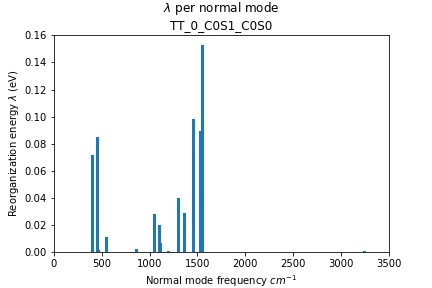 λ per normal mode
TT_0_C0S1_C0S0
Reorganization energy λ (eV)
0.16
0.14
0.12
0.10
0.08
0.06
0.04
0.02
0.00
0 500 1000 1500 2000 2500 3000 3500
Normal mode frequency cm⁻¹